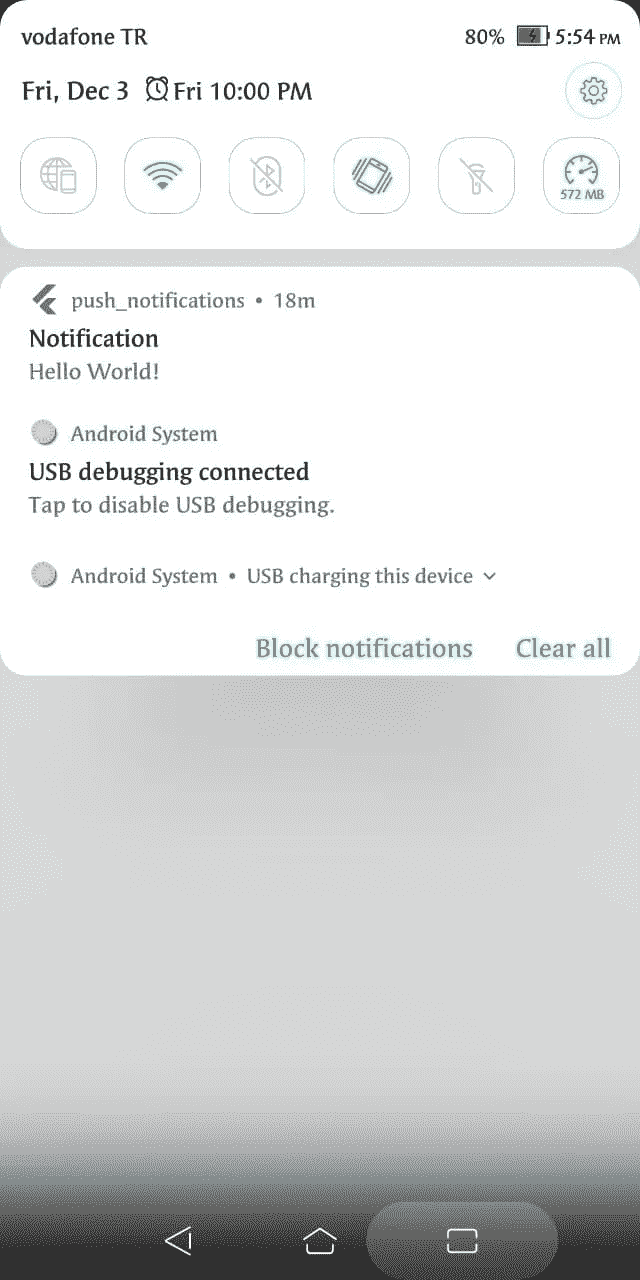 vodafone TR 80% 5:54 PM
Fri, Dec 3 Fri 10:00 PM
572 MB
push_notifications • 18m
Notification
Hello World!
Android System
USB debugging connected
Tap to disable USB debugging.
Android System • USB charging this device
Block notifications Clear all